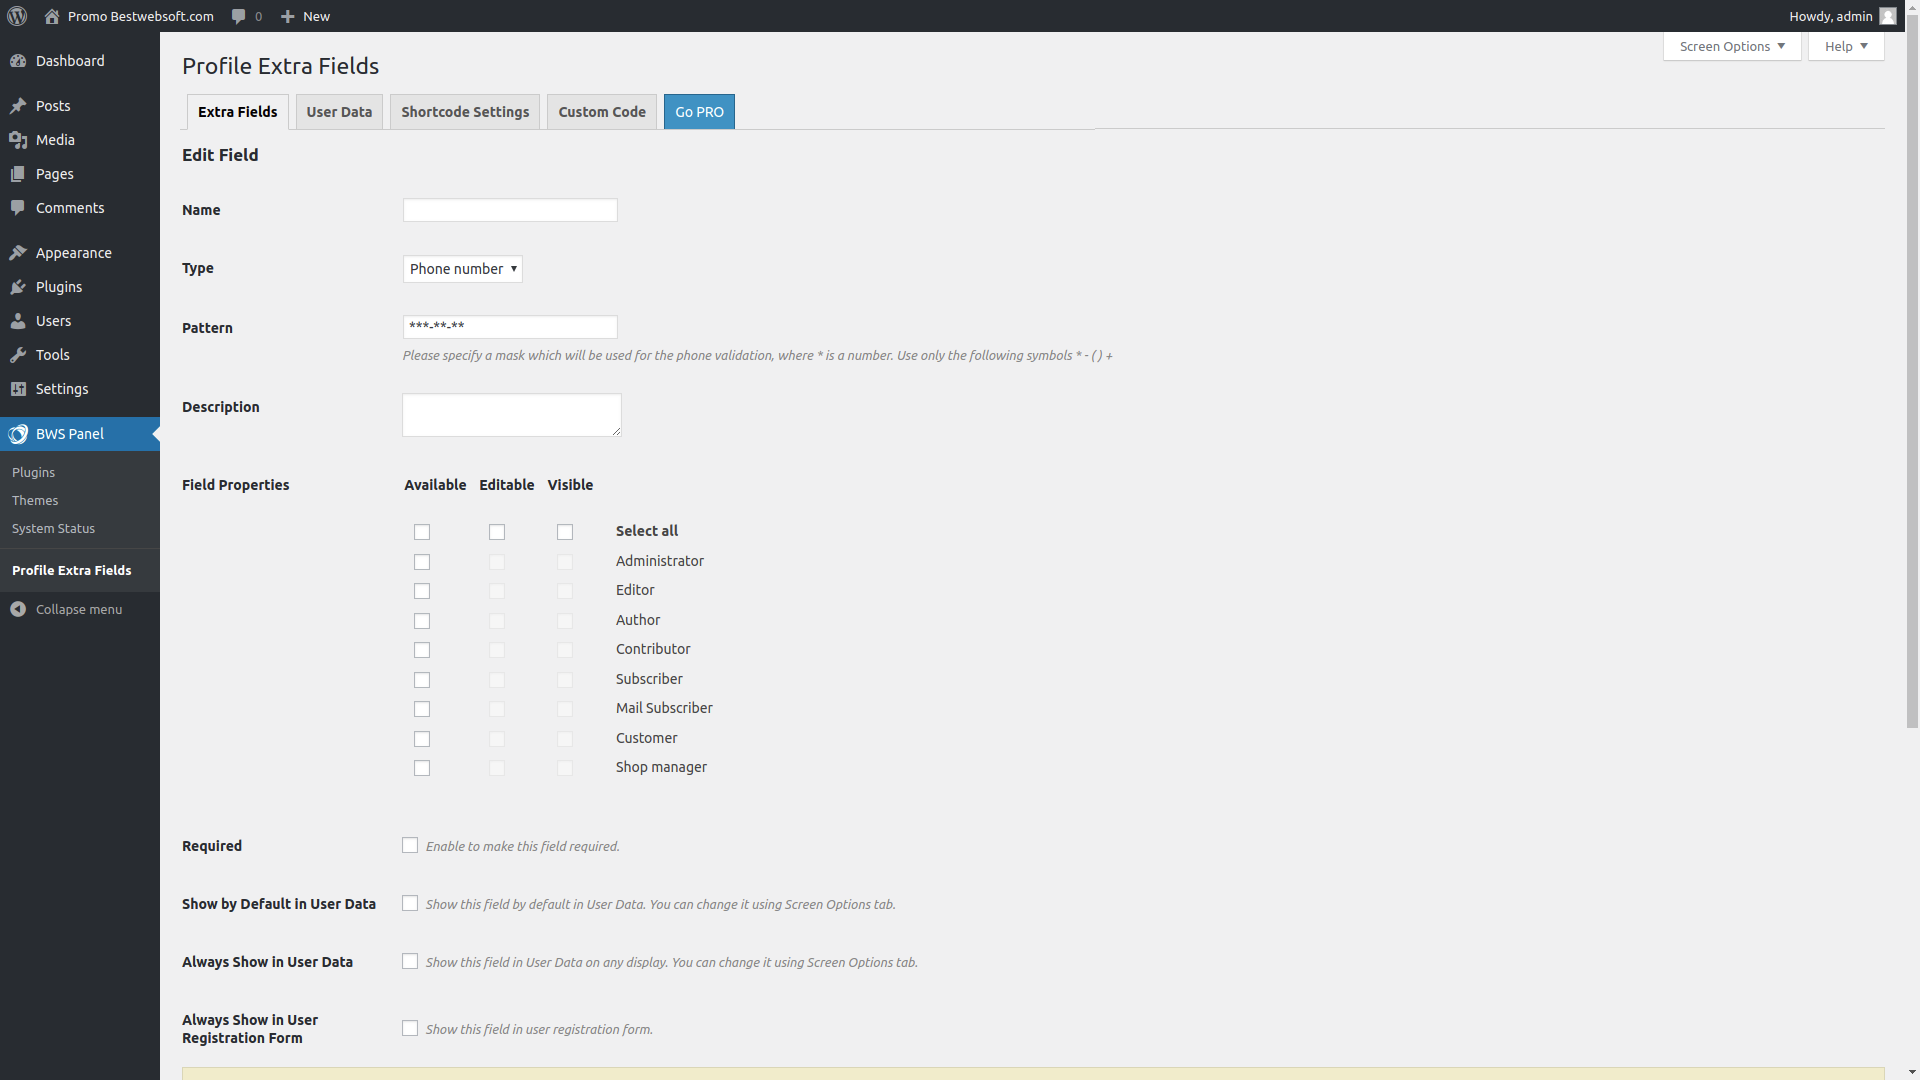 Promo Bestwebsoft.com 0 New Howdy, admin
Screen Options Help
Dashboard
Posts
Media
Pages
Comments
Appearance
Plugins
Users
Tools
Settings
BWS Panel
Plugins
Themes
System Status
Profile Extra Fields
Collapse menu
Profile Extra Fields
Extra Fields User Data Shortcode Settings Custom Code Go PRO
Edit Field
Name
Type Phone number
Pattern ***-**-**
Please specify a mask which will be used for the phone validation, where * is a number. Use only the following symbols * - ( ) +
Description
Field Properties Available Editable Visible
Select all
Administrator
Editor
Author
Contributor
Subscriber
Mail Subscriber
Customer
Shop manager
Required Enable to make this field required.
Show by Default in User Data Show this field by default in User Data. You can change it using Screen Options tab.
Always Show in User Data Show this field in User Data on any display. You can change it using Screen Options tab.
Always Show in User
Registration Form Show this field in user registration form.